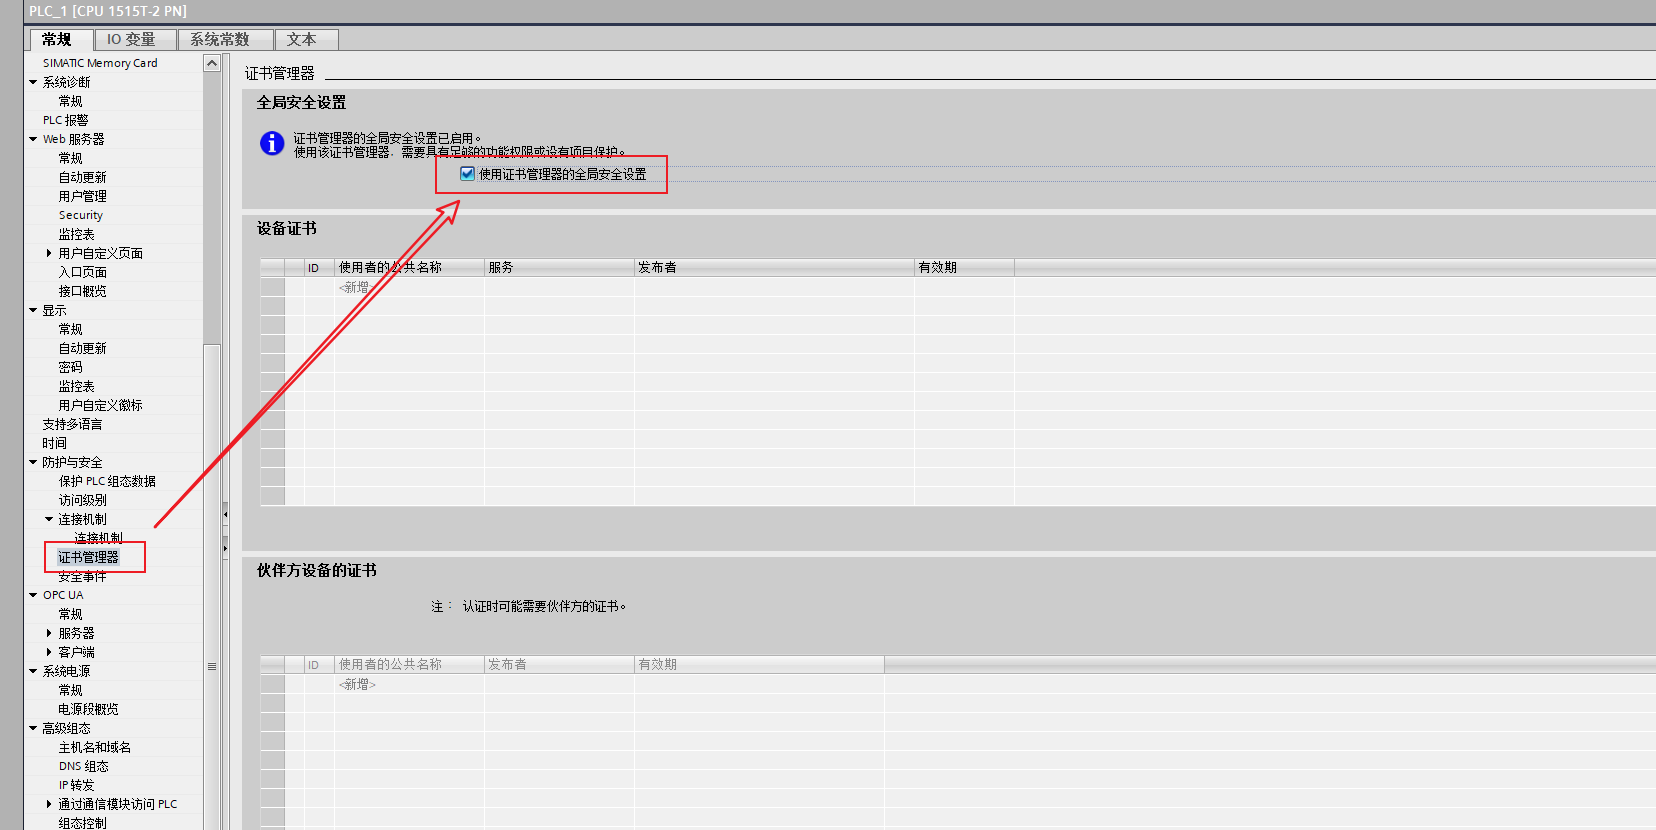 PLC_1 [CPU 1515T-2 PN]
常规 IO 变量 系统常数 文本
SIMATIC Memory Card
系统诊断
常规
PLC 报警
Web 服务器
常规
自动更新
用户管理
Security
监控表
用户自定义页面
入口页面
接口概览
显示
常规
自动更新
密码
监控表
用户自定义徽标
支持多语言
时间
防护与安全
保护 PLC 组态数据
访问级别
连接机制
连接机制
证书管理器
安全事件
OPC UA
常规
服务器
客户端
系统电源
常规
电源段概览
高级组态
主机名和域名
DNS 组态
IP 转发
通过通信模块访问 PLC
组态控制
证书管理器
全局安全设置
证书管理器的全局安全设置已启用。
使用该证书管理器，需要具有足够的功能权限或设有项目保护。
使用证书管理器的全局安全设置
设备证书
ID 使用者的公共名称 服务 发布者 有效期
<新增>
伙伴方设备的证书
注： 认证时可能需要伙伴方的证书。
ID 使用者的公共名称 发布者 有效期
<新增>